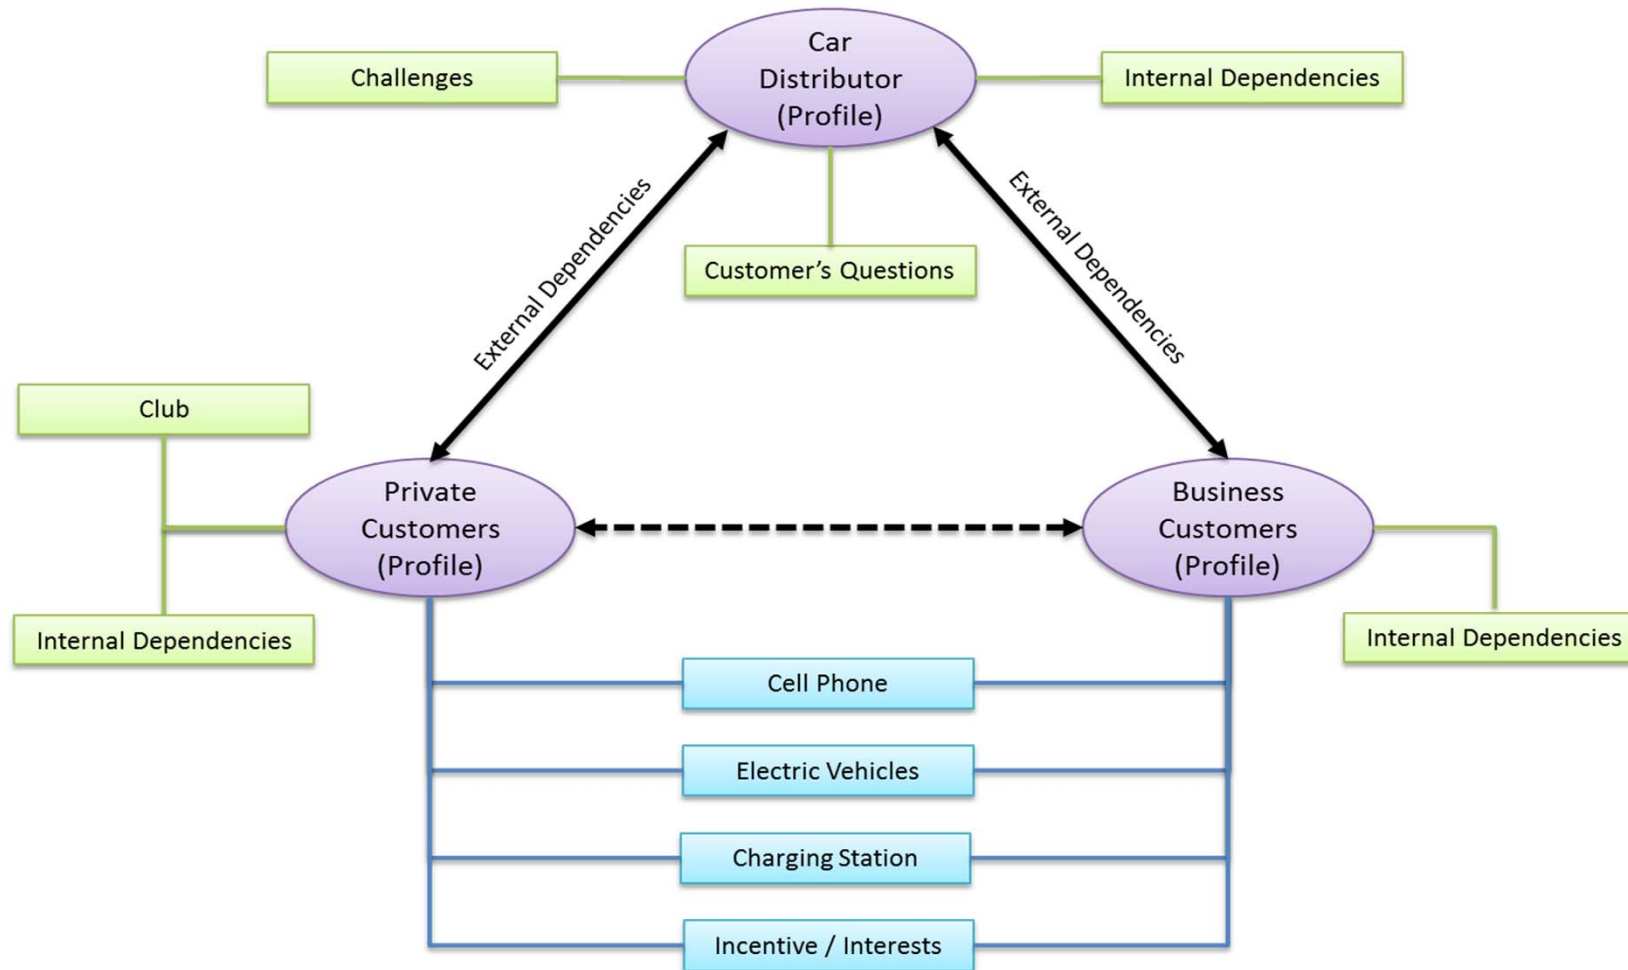 Car
Distributor
(Profile)
Challenges
Internal Dependencies
External Dependencies
External Dependencies
Customer’s Questions
Club
Private
Customers
(Profile)
Business
Customers
(Profile)
Internal Dependencies
Internal Dependencies
Cell Phone
Electric Vehicles
Charging Station
Incentive / Interests